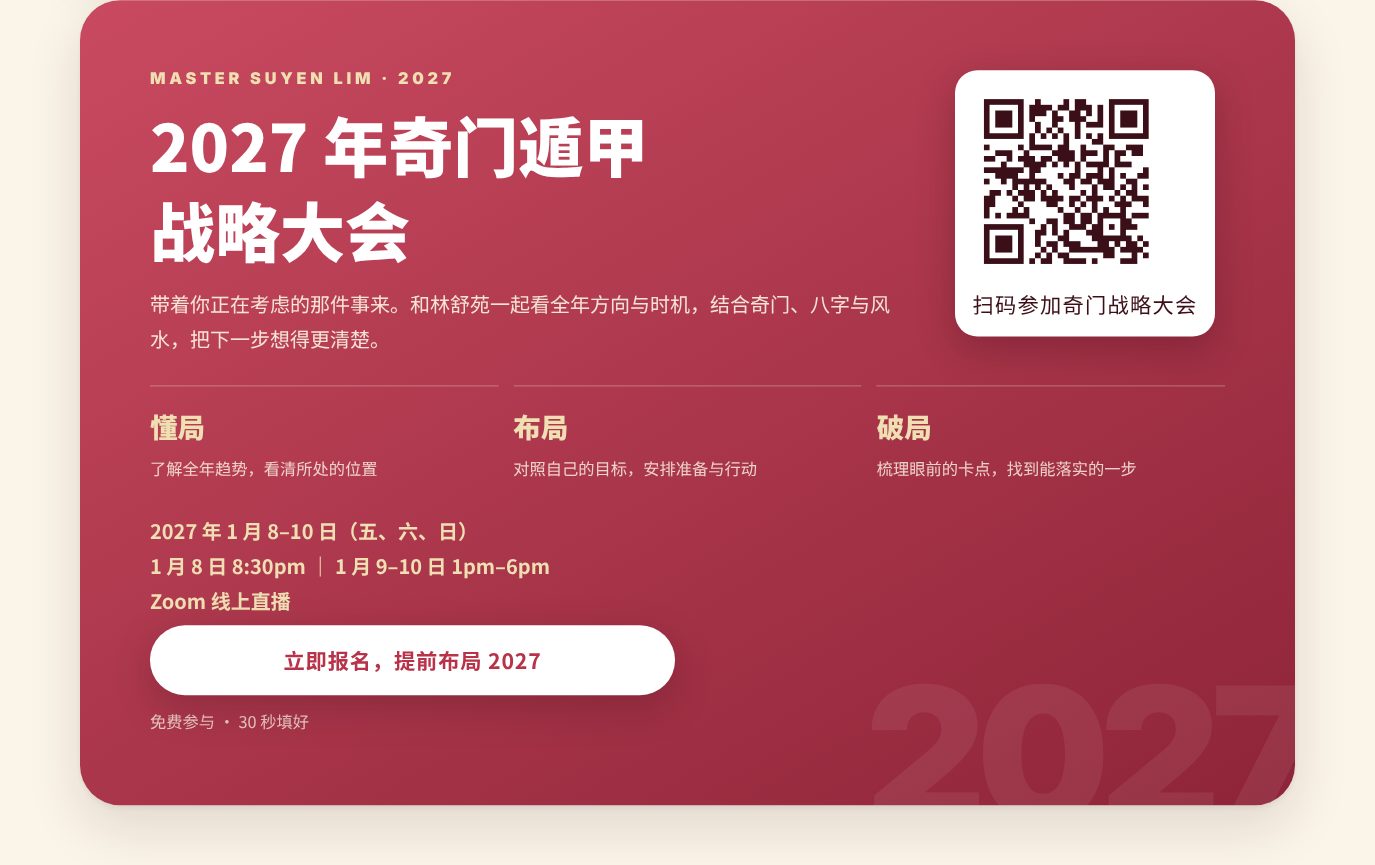 MASTER SUYEN LIM · 2027
2027 年奇门遁甲
战略大会
带着你正在考虑的那件事来。和林舒苑一起看全年方向与时机，结合奇门、八字与风
水，把下一步想得更清楚。
扫码参加奇门战略大会
懂局
了解全年趋势，看清所处的位置
布局
对照自己的目标，安排准备与行动
破局
梳理眼前的卡点，找到能落实的一步
2027 年 1 月 8–10 日（五、六、日）
1 月 8 日 8:30pm ｜ 1 月 9–10 日 1pm–6pm
Zoom 线上直播
立即报名，提前布局 2027
免费参与 · 30 秒填好
2027